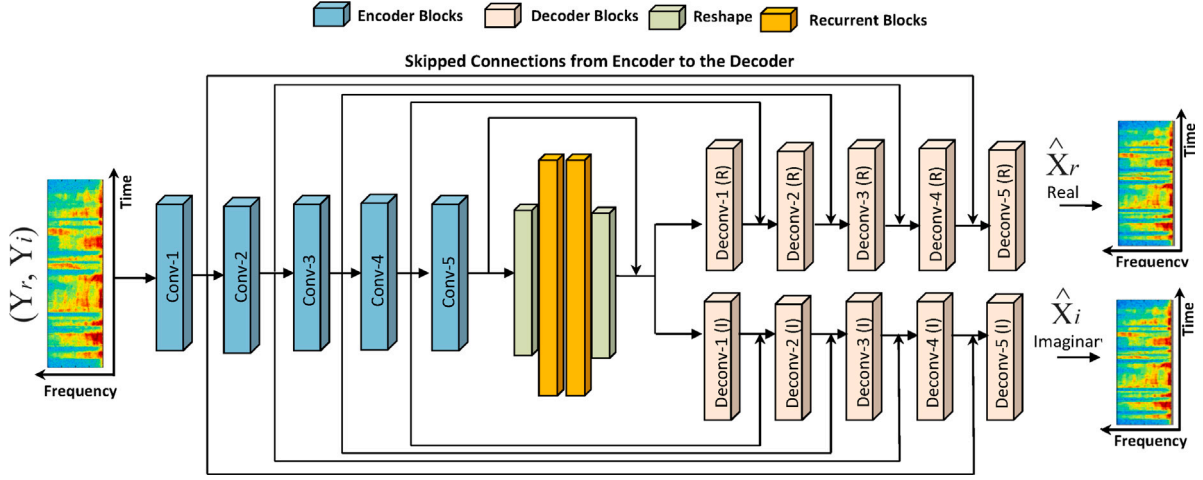 Encoder Blocks
Decoder Blocks
Reshape
Recurrent Blocks
Skipped Connections from Encoder to the Decoder
(Yr, Yi)
Time
Frequency
Conv-1
Conv-2
Conv-3
Conv-4
Conv-5
Deconv-1 (R)
Deconv-2 (R)
Deconv-3 (R)
Deconv-4 (R)
Deconv-5 (R)
X̂r
Real
Time
Frequency
Deconv-1 (I)
Deconv-2 (I)
Deconv-3 (I)
Deconv-4 (I)
Deconv-5 (I)
X̂i
Imaginar
Time
Frequency